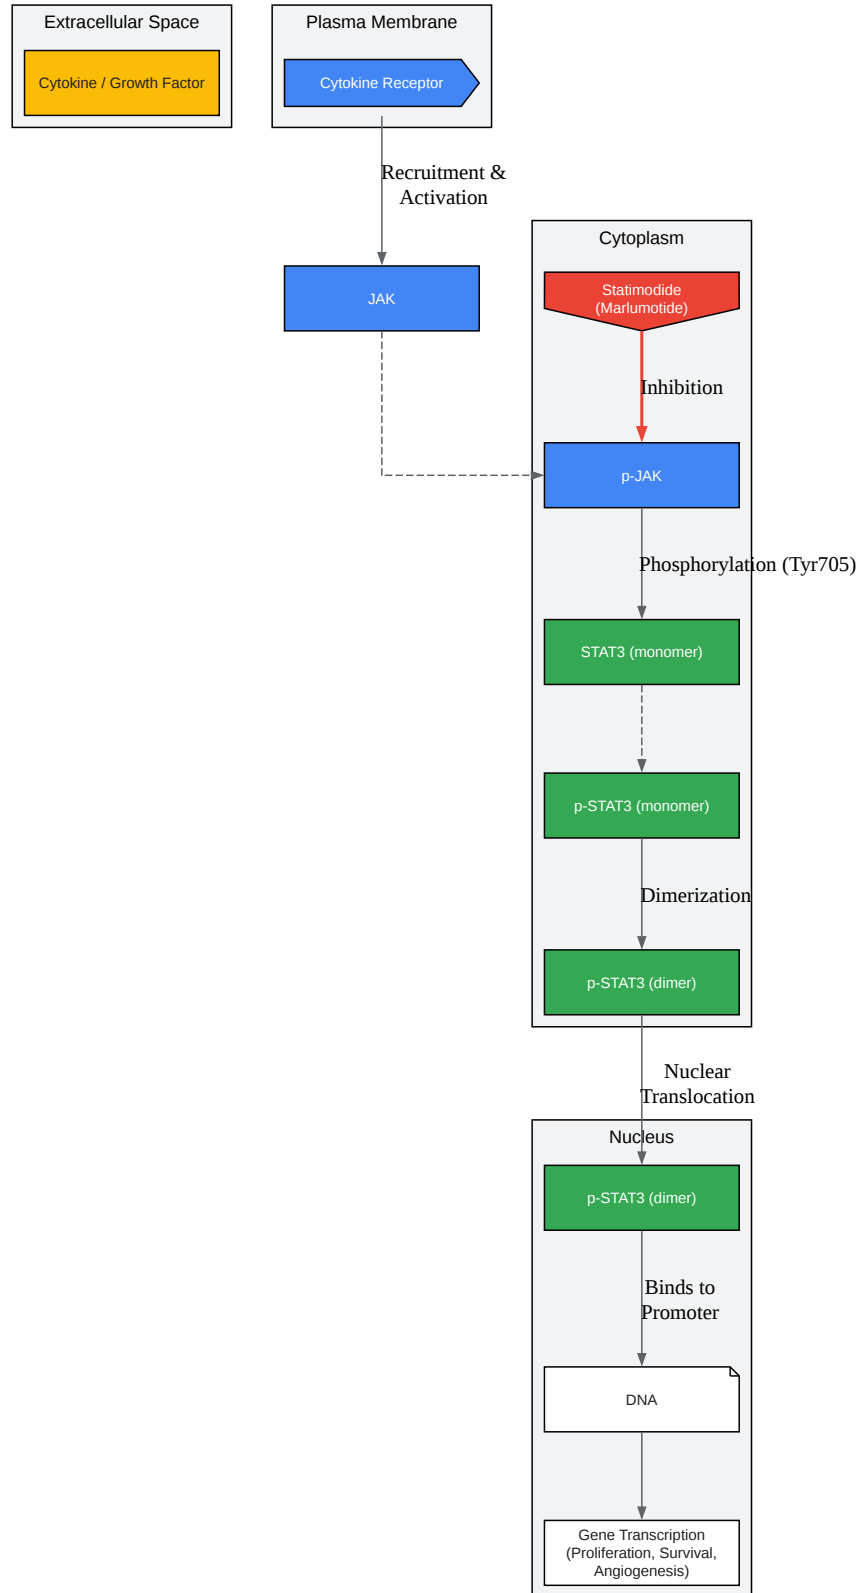 Extracellular Space
Cytokine / Growth Factor
Plasma Membrane
Cytokine Receptor
Recruitment &
Activation
JAK
Cytoplasm
Statimodide
(Marlumotide)
Inhibition
p-JAK
Phosphorylation (Tyr705)
STAT3 (monomer)
p-STAT3 (monomer)
Dimerization
p-STAT3 (dimer)
Nuclear
Translocation
Nucleus
p-STAT3 (dimer)
Binds to
Promoter
DNA
Gene Transcription
(Proliferation, Survival,
Angiogenesis)